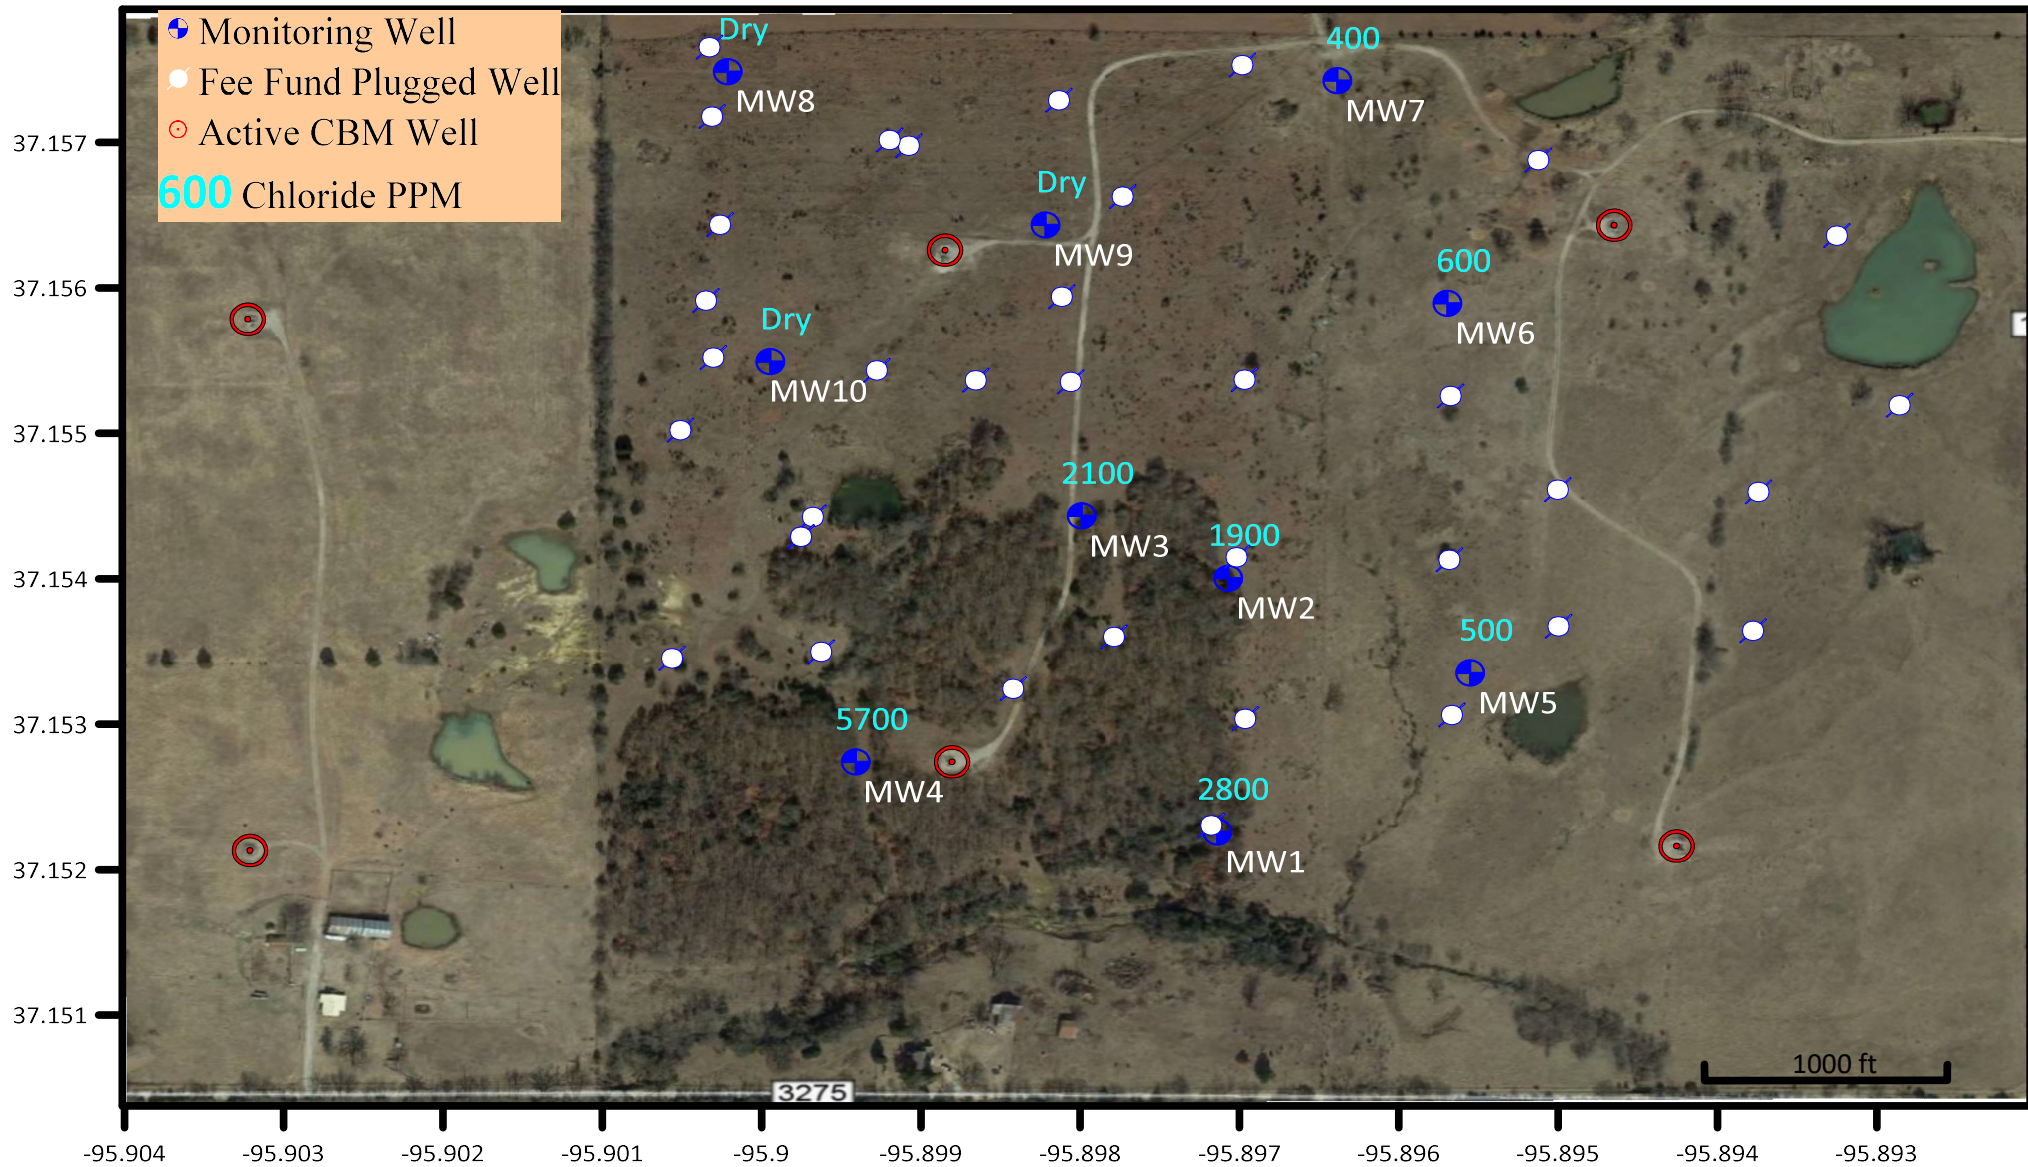 Monitoring Well
Fee Fund Plugged Well
Active CBM Well
600 Chloride PPM
Dry
MW8
400
MW7
Dry
MW9
600
MW6
Dry
MW10
2100
MW3
1900
MW2
500
MW5
5700
MW4
2800
MW1
37.157
37.156
37.155
37.154
37.153
37.152
37.151
1000 ft
3275
-95.904 -95.903 -95.902 -95.901 -95.9 -95.899 -95.898 -95.897 -95.896 -95.895 -95.894 -95.893